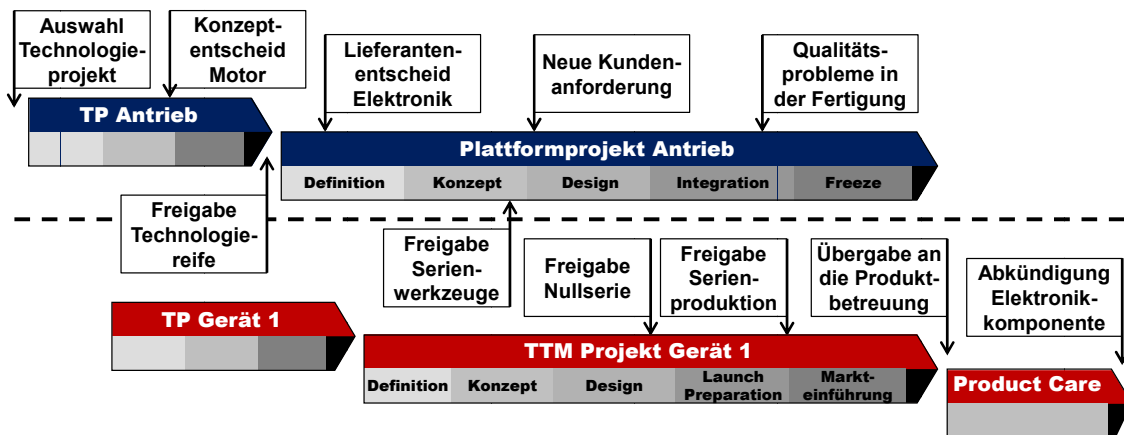 Auswahl
Technologie-
projekt
Konzept-
entscheid
Motor
Lieferanten-
entscheid
Elektronik
Neue Kunden-
anforderung
Qualitäts-
probleme in
der Fertigung
TP Antrieb
Plattformprojekt Antrieb
Definition
Konzept
Design
Integration
Freeze
Freigabe
Technologie-
reife
Freigabe
Serien-
werkzeuge
Freigabe
Nullserie
Freigabe
Serien-
produktion
Übergabe an
die Produkt-
betreuung
Abkündigung
Elektronik-
komponente
TP Gerät 1
TTM Projekt Gerät 1
Definition
Konzept
Design
Launch
Preparation
Markt-
einführung
Product Care